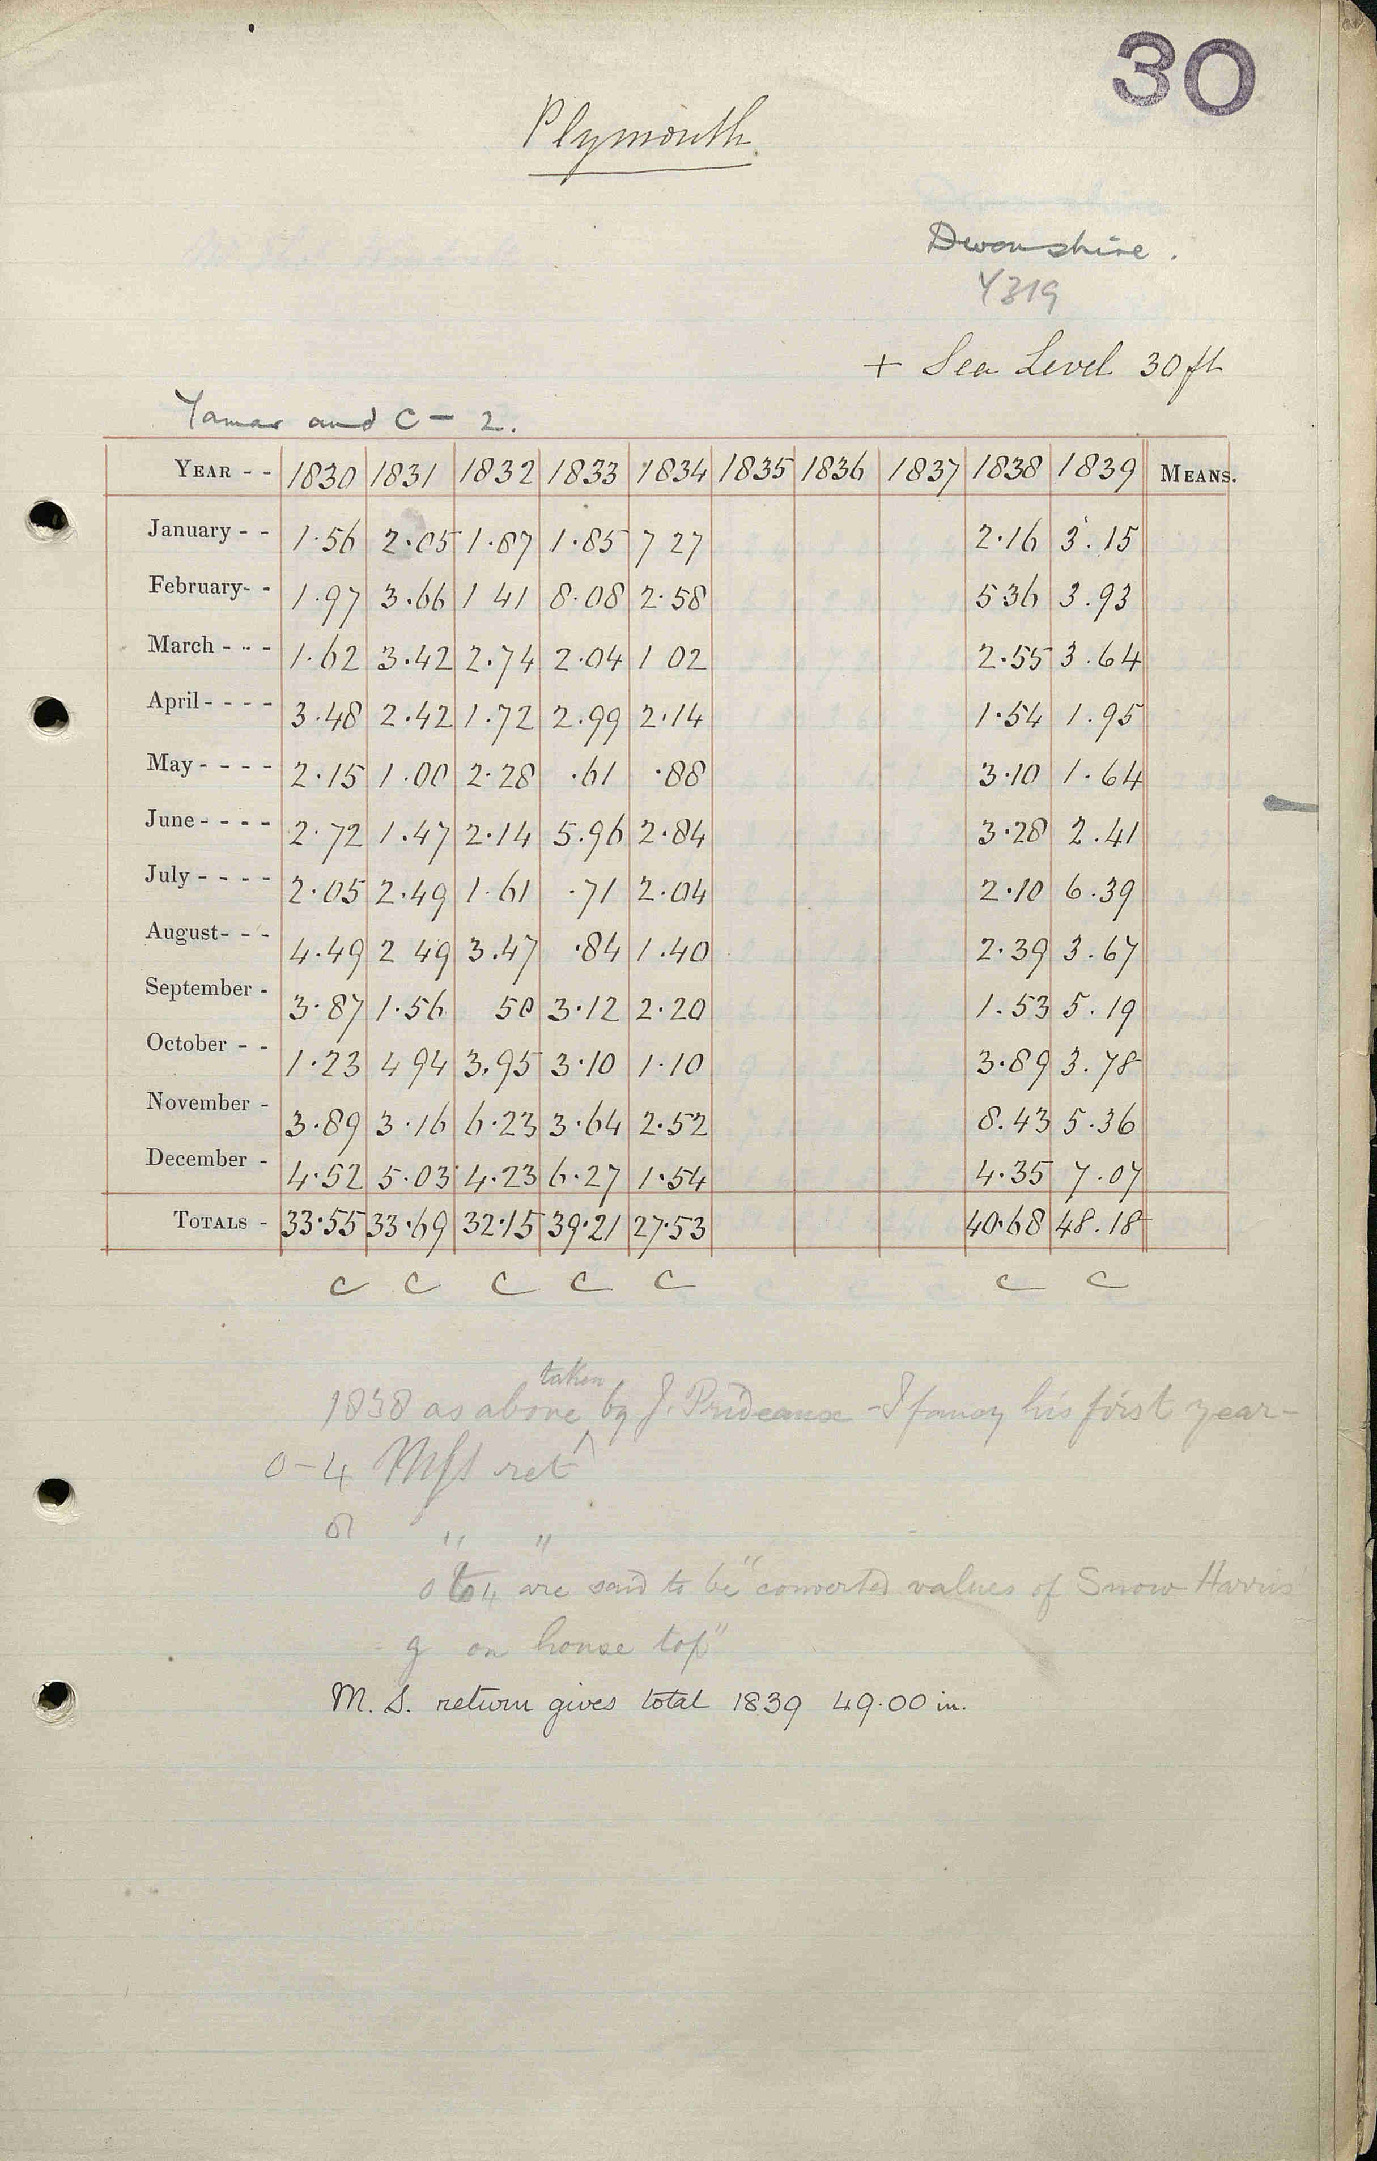 30
Plymouth
Devonshire.
Y319
+ Sea Level 30 ft
Tamar and C - 2.
YEAR - - 1830 1831 1832 1833 1834 1835 1836 1837 1838 1839 MEANS.
January - - 1.56 2.05 1.87 1.85 7 27 2.16 3.15
February- - 1.97 3.66 1 41 8.08 2.58 5 36 3.93
March - - - 1.62 3.42 2.74 2.04 1 02 2.55 3.64
April - - - - 3.48 2.42 1.72 2.99 2.14 1.54 1.95
May - - - - 2.15 1.00 2.28 .61 .88 3.10 1.64
June - - - - 2.72 1.47 2.14 5.96 2.84 3.28 2.41
July - - - - 2.05 2.49 1.61 .71 2.04 2.10 6.39
August- - - 4.49 2 49 3.47 .84 1.40 2.39 3.67
September - 3.87 1.56 50 3.12 2.20 1.53 5.19
October - - 1.23 4 94 3.95 3.10 1.10 3.89 3.78
November - 3.89 3.16 6.23 3.64 2.52 8.43 5.36
December - 4.52 5.03 4.23 6.27 1.54 4.35 7.07
TOTALS - 33.55 33.69 32.15 39.21 27.53 40.68 48.18
C C C C C C C
taken
1838 as above by J. Prideaux - I fancy his first year -
0-4 MSS ret
" "
0 to 4 are said to be "converted values of Snow Harris'
g on house top"
M.S. return gives total 1839 49.00 in.